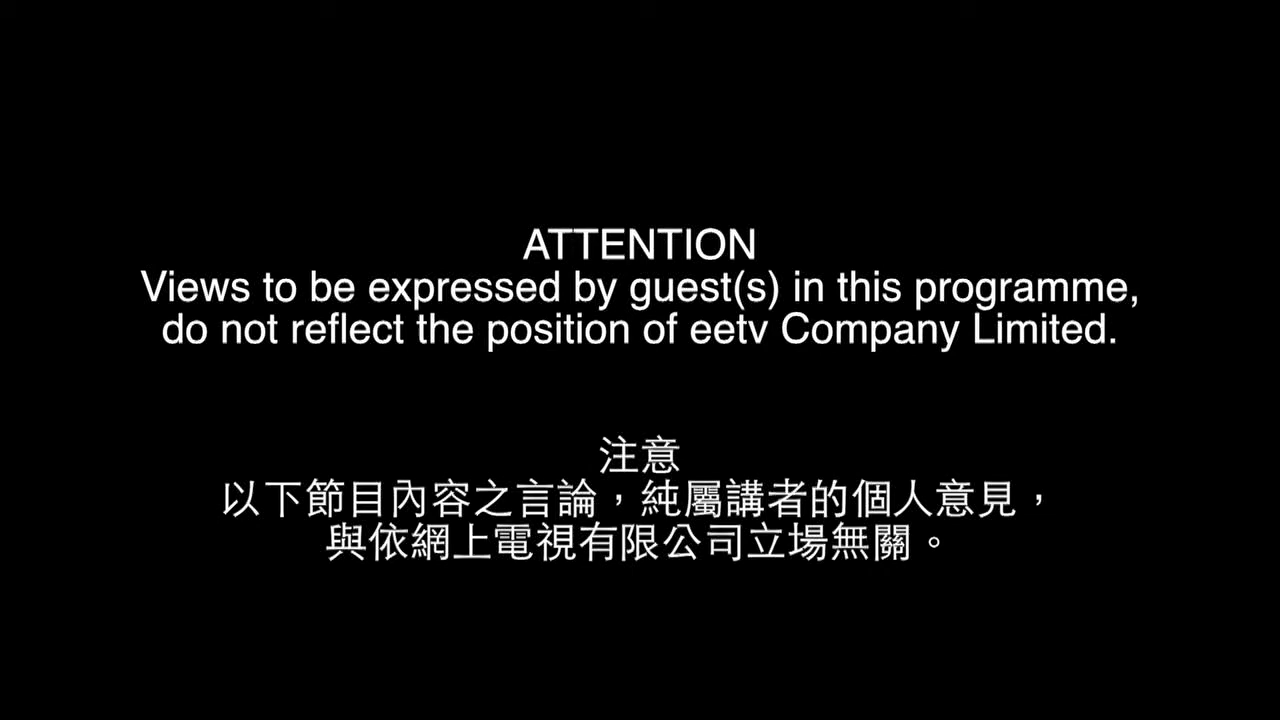 ATTENTION
Views to be expressed by guest(s) in this programme,
do not reflect the position of eetv Company Limited.
注意
以下節目內容之言論，純屬講者的個人意見，
與依網上電視有限公司立場無關。